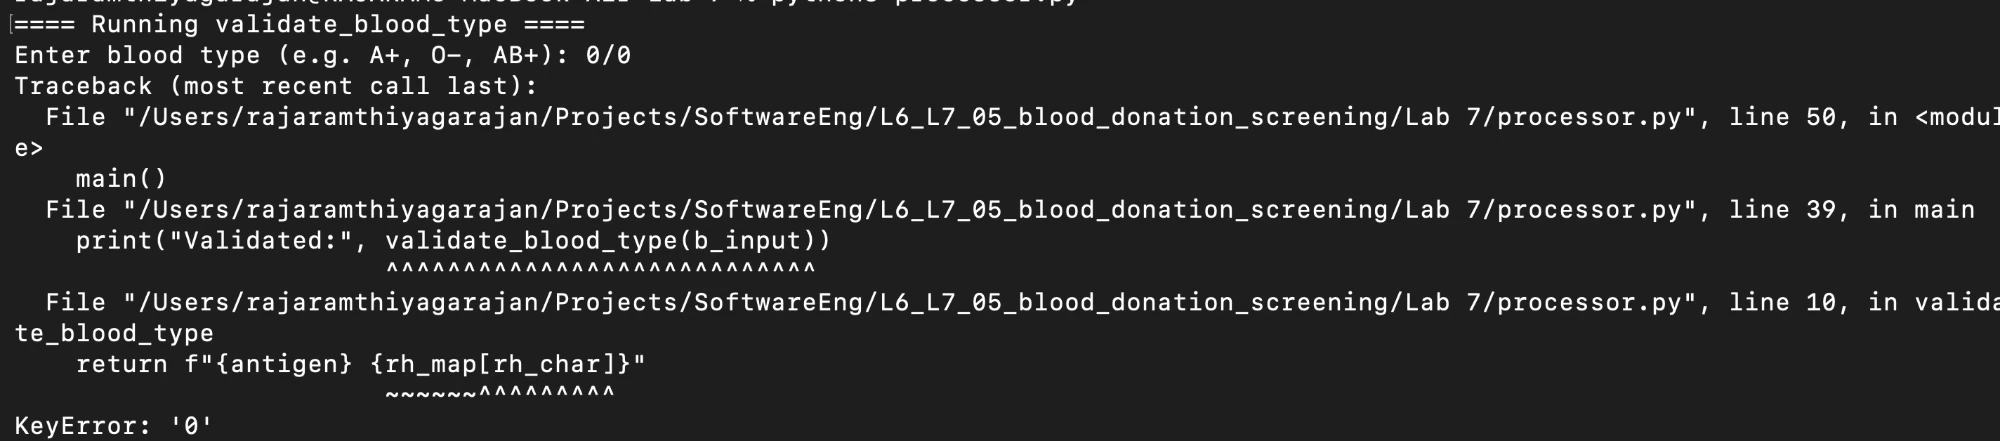 ==== Running validate_blood_type ====
Enter blood type (e.g. A+, O-, AB+): 0/0
Traceback (most recent call last):
  File "/Users/rajaramthiyagarajan/Projects/SoftwareEng/L6_L7_05_blood_donation_screening/Lab 7/processor.py", line 50, in <modul
e>
    main()
  File "/Users/rajaramthiyagarajan/Projects/SoftwareEng/L6_L7_05_blood_donation_screening/Lab 7/processor.py", line 39, in main
    print("Validated:", validate_blood_type(b_input))
                        ^^^^^^^^^^^^^^^^^^^^^^^^^^^^
  File "/Users/rajaramthiyagarajan/Projects/SoftwareEng/L6_L7_05_blood_donation_screening/Lab 7/processor.py", line 10, in valida
te_blood_type
    return f"{antigen} {rh_map[rh_char]}"
                        ~~~~~~^^^^^^^^^
KeyError: '0'